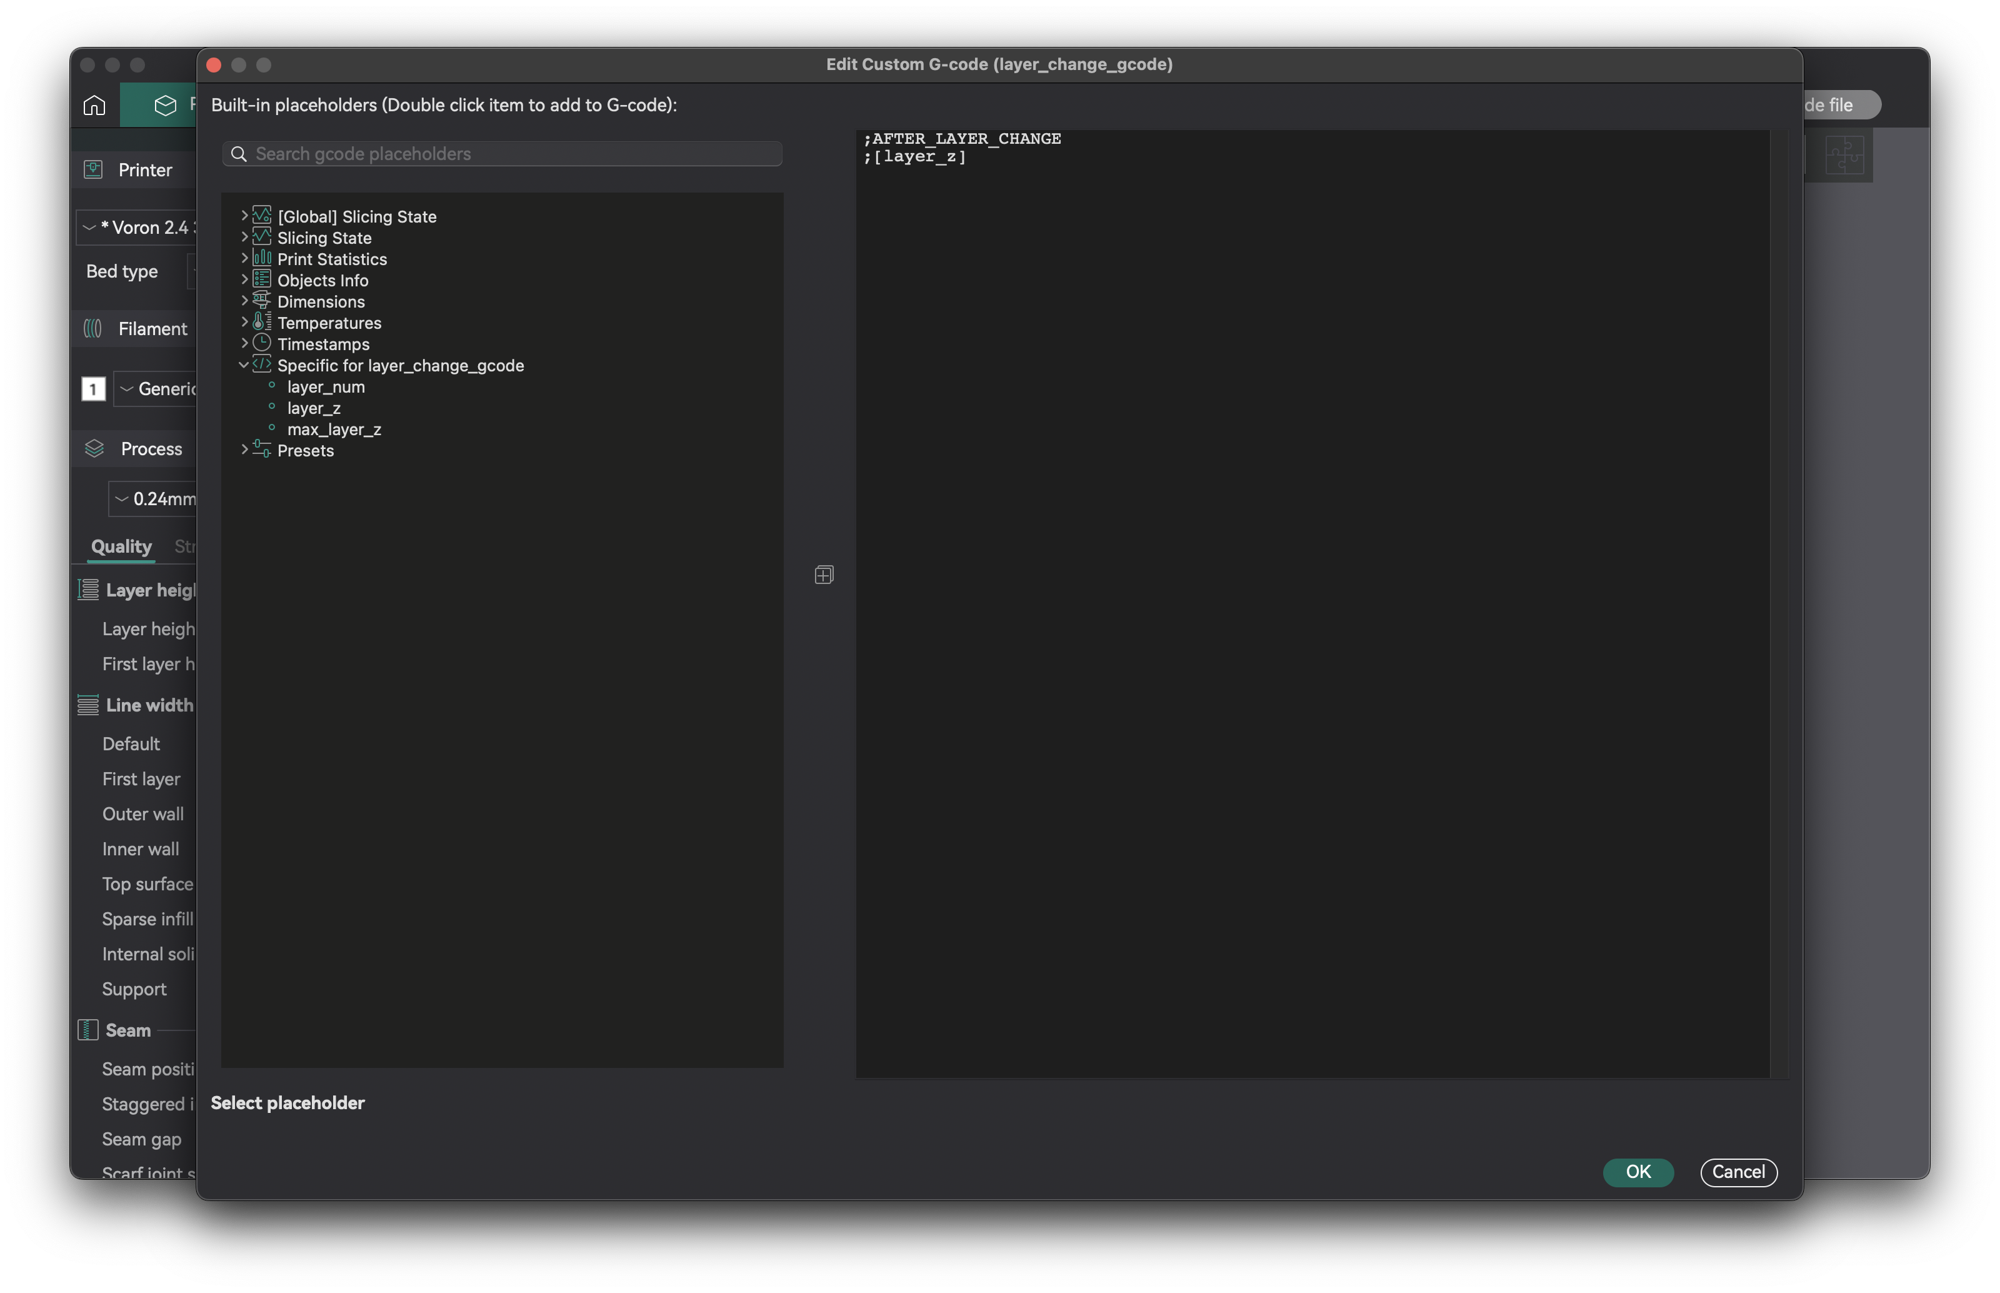 Edit Custom G-code (layer_change_gcode)
Built-in placeholders (Double click item to add to G-code):
de file
Search gcode placeholders
;AFTER_LAYER_CHANGE
;[layer_z]
Printer
* Voron 2.4
Bed type
Filament
1
Generic
Process
0.24mm
Quality
Str
Layer heigh
Layer heigh
First layer h
Line width
Default
First layer
Outer wall
Inner wall
Top surface
Sparse infill
Internal soli
Support
Seam
Seam positi
Staggered i
Seam gap
Scarf joint s
[Global] Slicing State
Slicing State
Print Statistics
Objects Info
Dimensions
Temperatures
Timestamps
Specific for layer_change_gcode
layer_num
layer_z
max_layer_z
Presets
Select placeholder
OK
Cancel